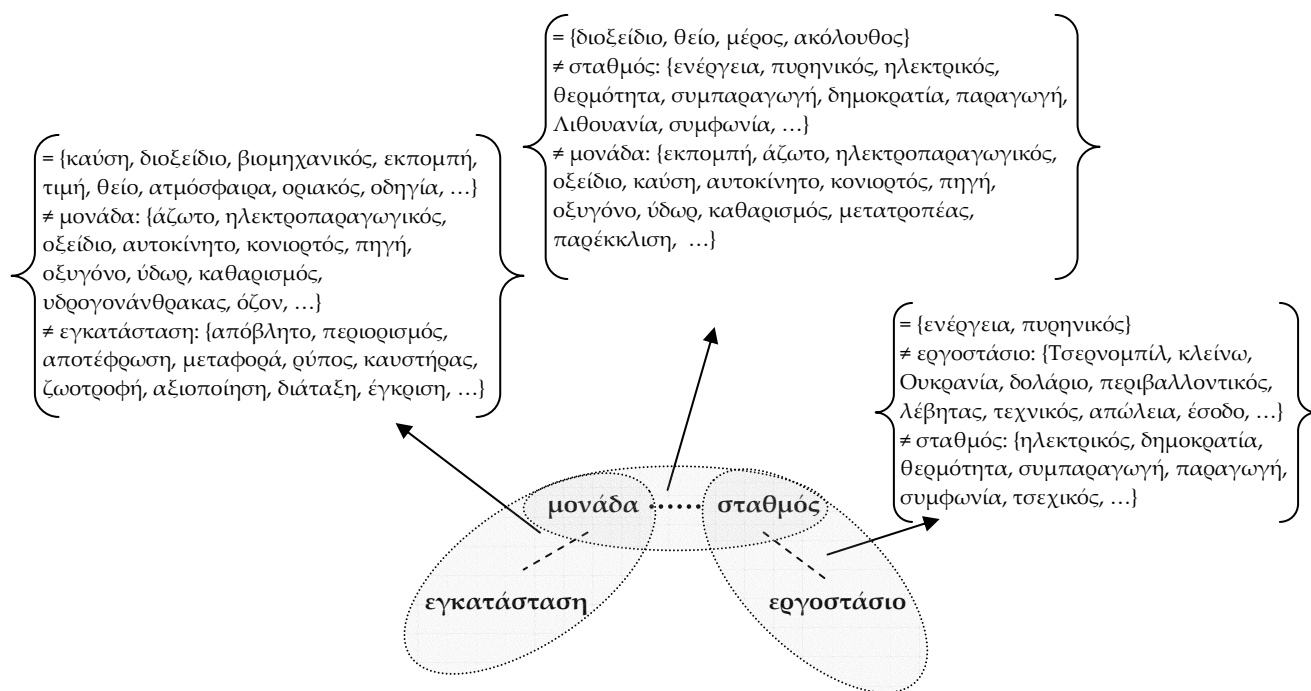 = {διοξείδιο, θείο, μέρος, ακόλουθος}
≠ σταθμός: {ενέργεια, πυρηνικός, ηλεκτρικός,
θερμότητα, συμπαραγωγή, δημοκρατία, παραγωγή,
Λιθουανία, συμφωνία, …}
≠ μονάδα: {εκπομπή, άζωτο, ηλεκτροπαραγωγικός,
οξείδιο, καύση, αυτοκίνητο, κονιορτός, πηγή,
οξυγόνο, ύδωρ, καθαρισμός, μετατροπέας,
παρέκκλιση, …}
= {καύση, διοξείδιο, βιομηχανικός, εκπομπή,
τιμή, θείο, ατμόσφαιρα, οριακός, οδηγία, …}
≠ μονάδα: {άζωτο, ηλεκτροπαραγωγικός,
οξείδιο, αυτοκίνητο, κονιορτός, πηγή,
οξυγόνο, ύδωρ, καθαρισμός,
υδρογονάνθρακας, όζον, …}
≠ εγκατάσταση: {απόβλητο, περιορισμός,
αποτέφρωση, μεταφορά, ρύπος, καυστήρας,
ζωοτροφή, αξιοποίηση, διάταξη, έγκριση, …}
= {ενέργεια, πυρηνικός}
≠ εργοστάσιο: {Τσερνομπίλ, κλείνω,
Ουκρανία, δολάριο, περιβαλλοντικός,
λέβητας, τεχνικός, απώλεια, έσοδο, …}
≠ σταθμός: {ηλεκτρικός, δημοκρατία,
θερμότητα, συμπαραγωγή, παραγωγή,
συμφωνία, τσεχικός, …}
μονάδα σταθμός
εγκατάσταση εργοστάσιο